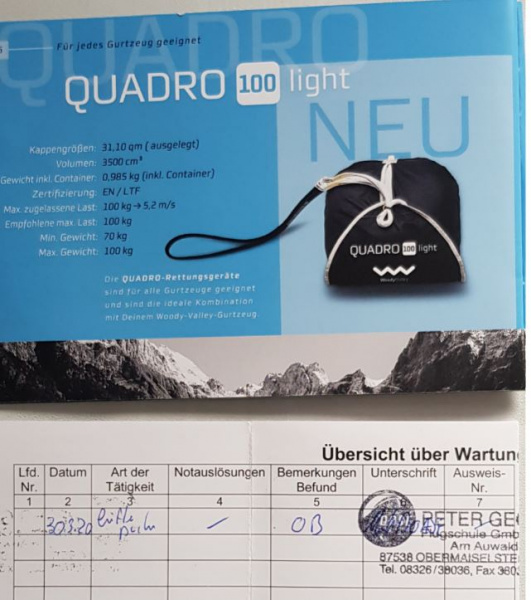 6
QUADRO
Für jedes Gurtzeug geeignet
QUADRO 100 light
NEU
Kappengrößen: 31,10 qm (ausgelegt)
Volumen: 3500 cm³
Gewicht inkl. Container: 0,985 kg (inkl. Container)
Zertifizierung: EN / LTF
Max. zugelassene Last: 100 kg → 5,2 m/s
Empfohlene max. Last: 100 kg
Min. Gewicht: 70 kg
Max. Gewicht: 100 kg
QUADRO 100 light
Die QUADRO-Rettungsgeräte
sind für alle Gurtzeuge geeignet
und sind die ideale Kombination
mit Deinem Woody-Valley-Gurtzeug.
Übersicht über Wartun
Lfd. Nr. Datum Art der Tätigkeit Notauslösungen Bemerkungen Befund Unterschrift Ausweis-Nr.
1 2 3 4 5 6 7
30.3.20 – OB
PETER GE
Flugschule Gmb
Am Auwald
87538 OBERMAISELSTE
Tel. 08326/38036, Fax 380